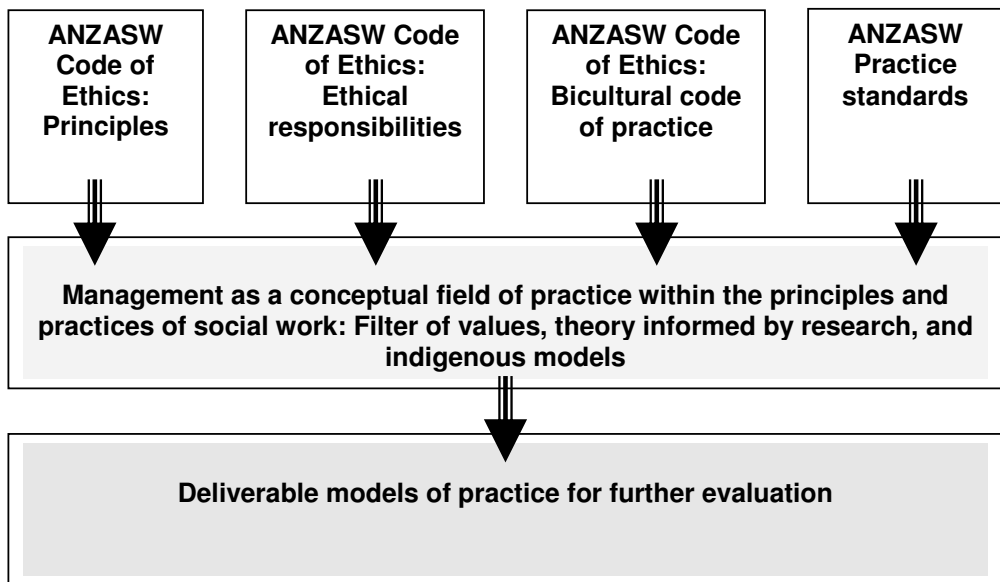 ANZASW
Code of
Ethics:
Principles
ANZASW Code
of Ethics:
Ethical
responsibilities
ANZASW Code
of Ethics:
Bicultural code
of practice
ANZASW
Practice
standards
Management as a conceptual field of practice within the principles and
practices of social work: Filter of values, theory informed by research, and
indigenous models
Deliverable models of practice for further evaluation